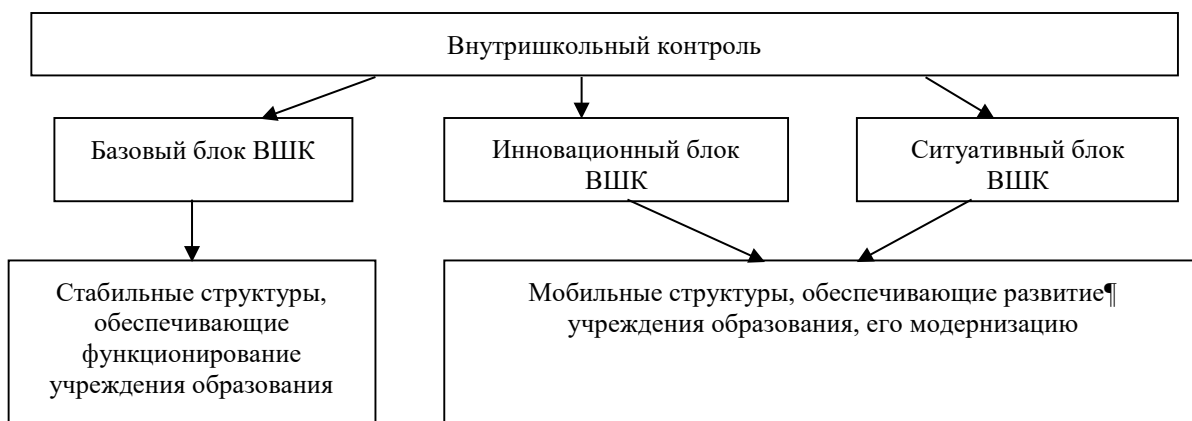 Внутришкольный контроль
Базовый блок ВШК
Инновационный блок
ВШК
Ситуативный блок
ВШК
Стабильные структуры,
обеспечивающие
функционирование
учреждения образования
Мобильные структуры, обеспечивающие развитие¶
учреждения образования, его модернизацию